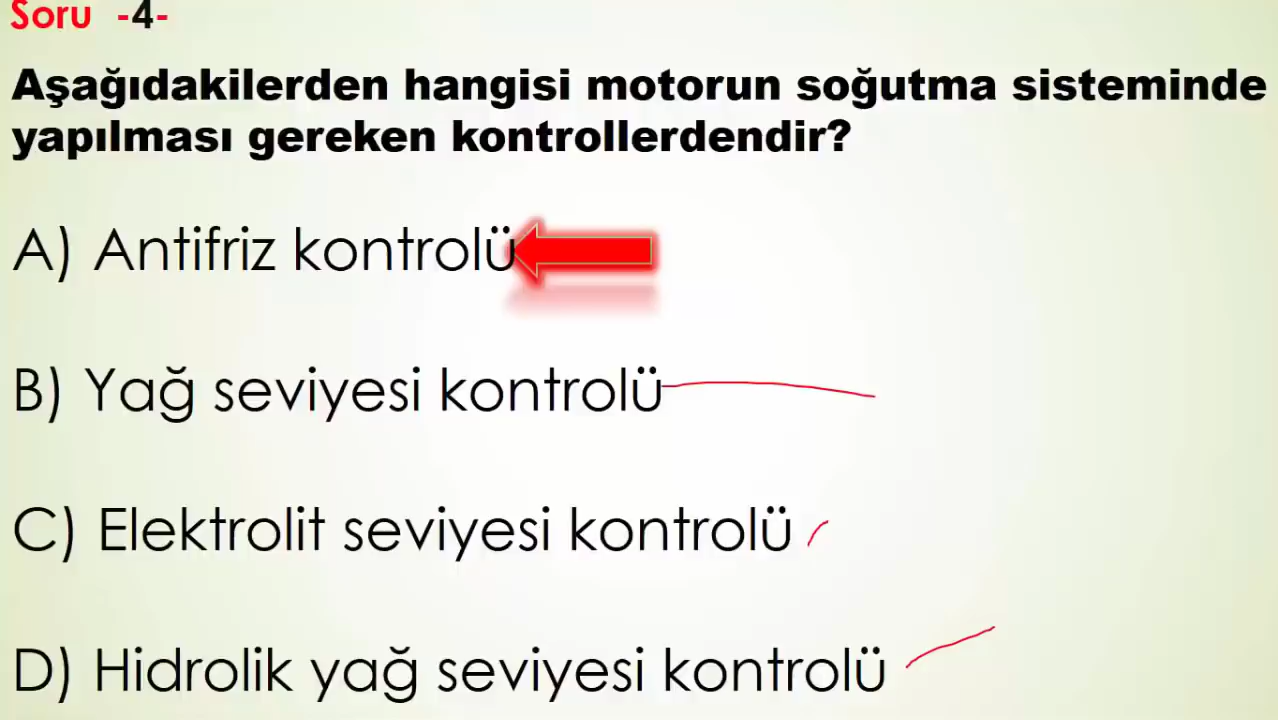 Soru -4-
Aşağıdakilerden hangisi motorun soğutma sisteminde
yapılması gereken kontrollerdendir?
A) Antifriz kontrolü
B) Yağ seviyesi kontrolü
C) Elektrolit seviyesi kontrolü
D) Hidrolik yağ seviyesi kontrolü